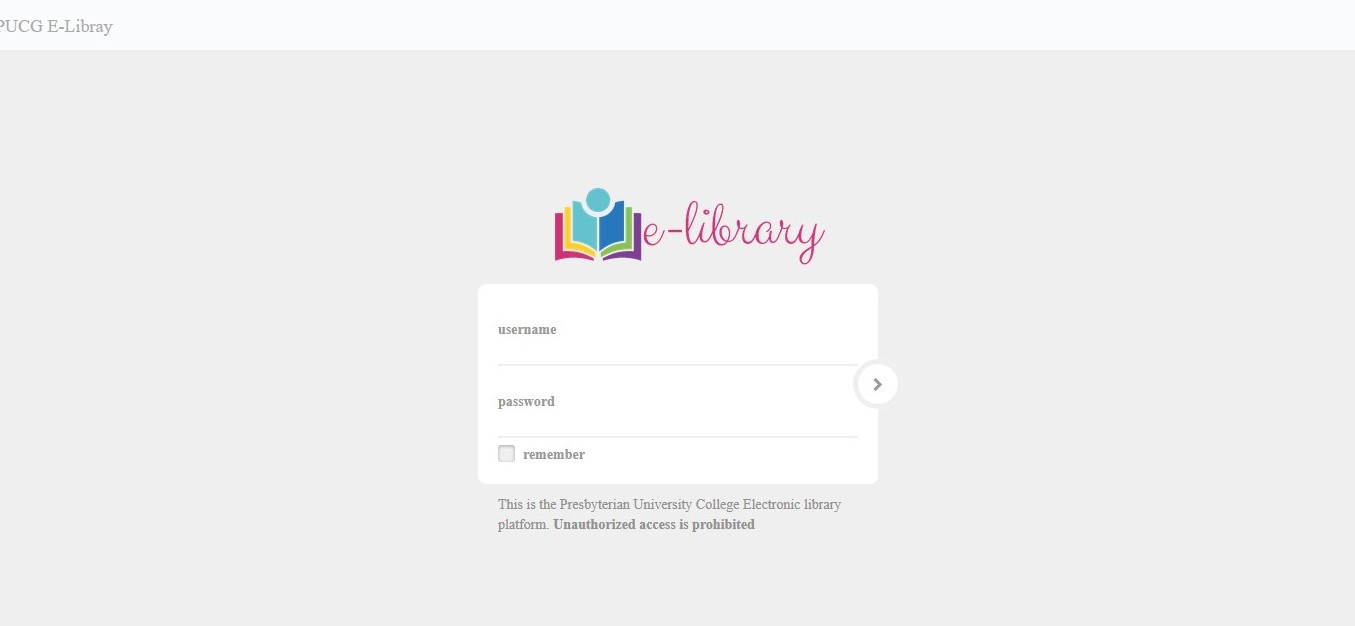 PUCG E-Libray
e-library
username
password
remember
This is the Presbyterian University College Electronic library
platform. Unauthorized access is prohibited